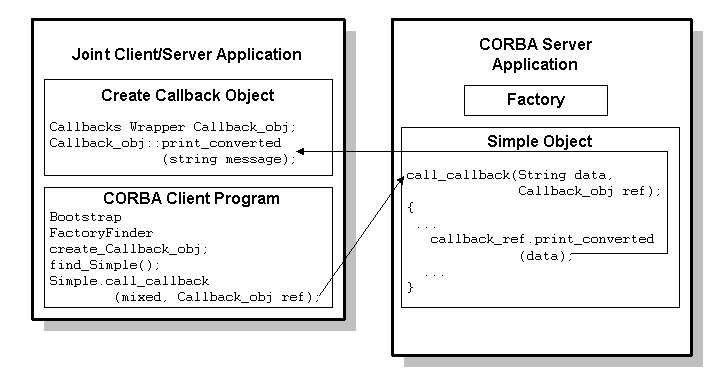 Joint Client/Server Application
Create Callback Object
Callbacks Wrapper Callback_obj;
Callback_obj::print_converted
(string message);
CORBA Client Program
Bootstrap
FactoryFinder
create_Callback_obj;
find_Simple();
Simple.call_callback
(mixed, Callback_obj ref);
CORBA Server
Application
Factory
Simple Object
call_callback(String data,
Callback_obj ref);
{
...
callback_ref.print_converted
(data);
...
}